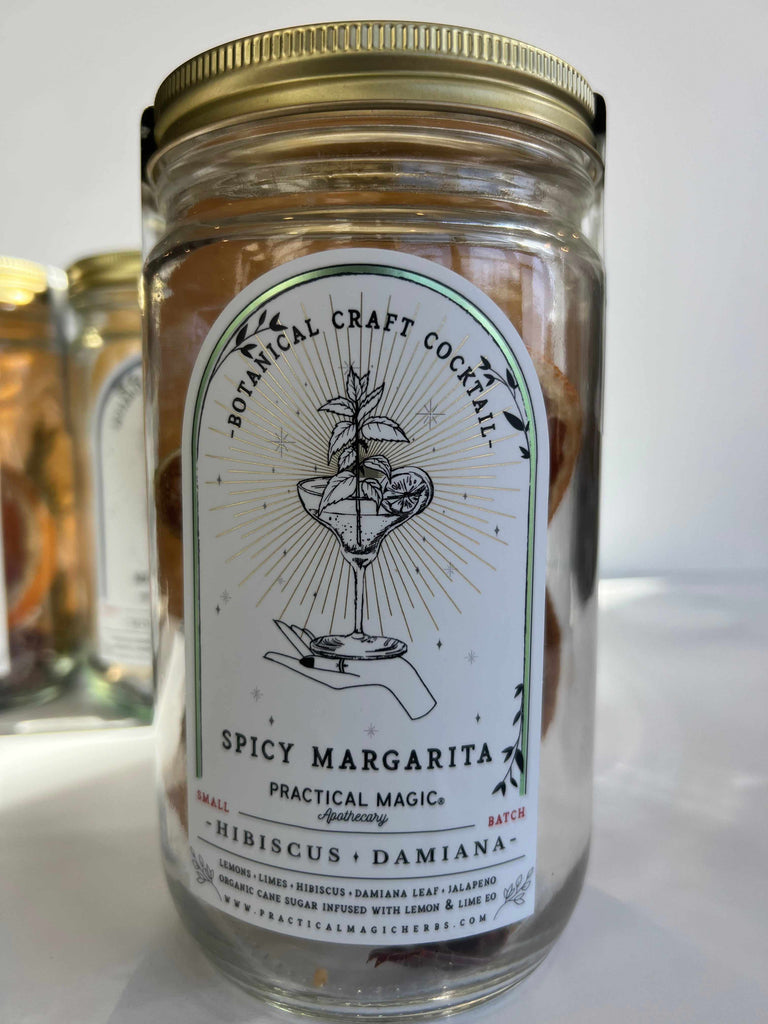 -BOTANICAL CRAFT COCKTAIL-
SPICY MARGARITA
PRACTICAL MAGIC®
Apothecary
SMALL BATCH
-HIBISCUS + DAMIANA-
LEMONS + LIMES + HIBISCUS + DAMIANA LEAF + JALAPENO
ORGANIC CANE SUGAR INFUSED WITH LEMON & LIME EO
WWW.PRACTICALMAGICHERBS.COM